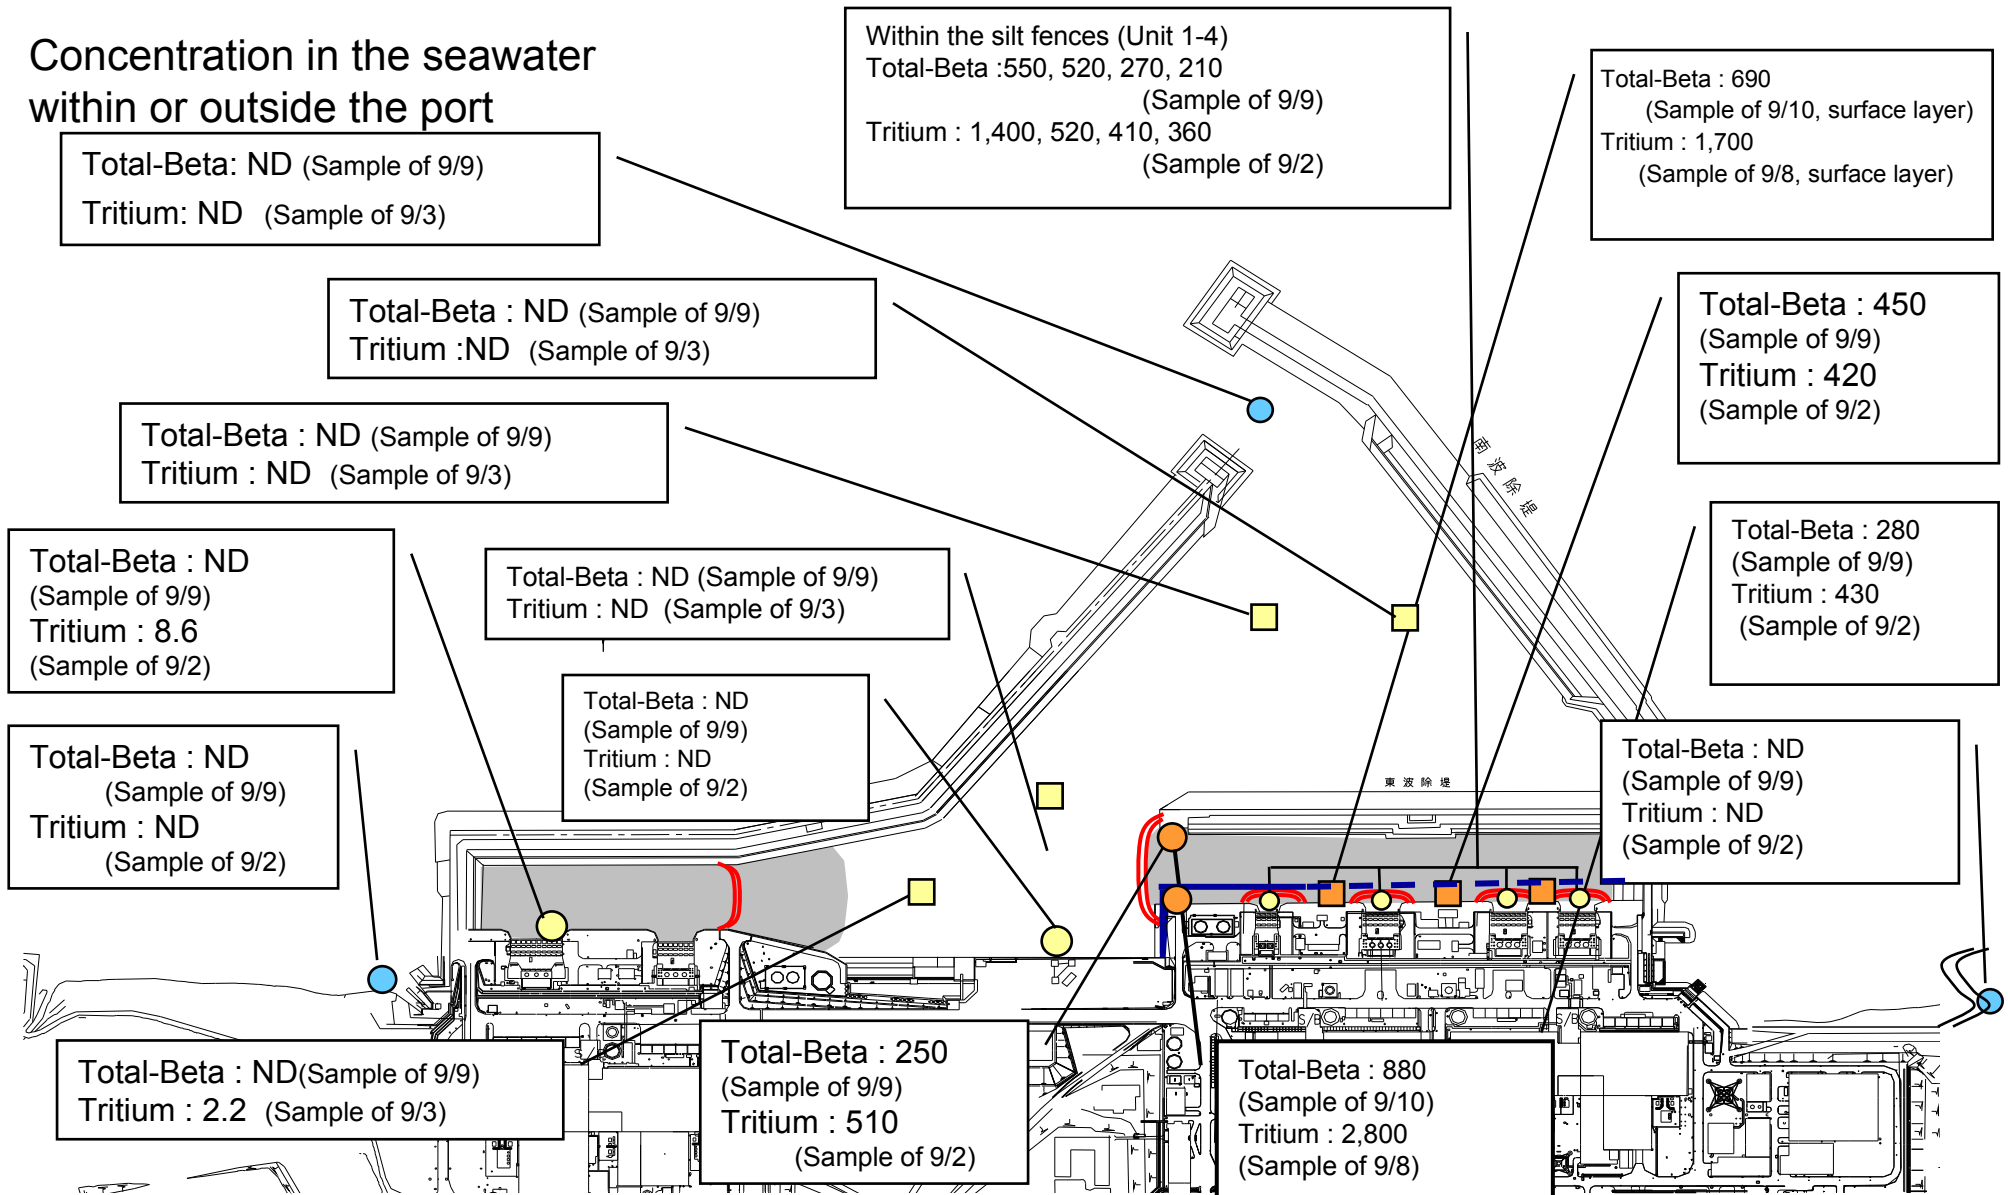 Concentration in the seawater
within or outside the port
Total-Beta: ND (Sample of 9/9)
Tritium: ND (Sample of 9/3)
Within the silt fences (Unit 1-4)
Total-Beta :550, 520, 270, 210
(Sample of 9/9)
Tritium : 1,400, 520, 410, 360
(Sample of 9/2)
Total-Beta : 690
(Sample of 9/10, surface layer)
Tritium : 1,700
(Sample of 9/8, surface layer)
Total-Beta : ND (Sample of 9/9)
Tritium :ND (Sample of 9/3)
Total-Beta : 450
(Sample of 9/9)
Tritium : 420
(Sample of 9/2)
Total-Beta : ND (Sample of 9/9)
Tritium : ND (Sample of 9/3)
南波除堤
Total-Beta : ND
(Sample of 9/9)
Tritium : 8.6
(Sample of 9/2)
Total-Beta : ND (Sample of 9/9)
Tritium : ND (Sample of 9/3)
Total-Beta : 280
(Sample of 9/9)
Tritium : 430
(Sample of 9/2)
Total-Beta : ND
(Sample of 9/9)
Tritium : ND
(Sample of 9/2)
Total-Beta : ND
(Sample of 9/9)
Tritium : ND
(Sample of 9/2)
東波除堤
Total-Beta : ND
(Sample of 9/9)
Tritium : ND
(Sample of 9/2)
Total-Beta : ND(Sample of 9/9)
Tritium : 2.2 (Sample of 9/3)
Total-Beta : 250
(Sample of 9/9)
Tritium : 510
(Sample of 9/2)
S/B
S/B
Total-Beta : 880
(Sample of 9/10)
Tritium : 2,800
(Sample of 9/8)